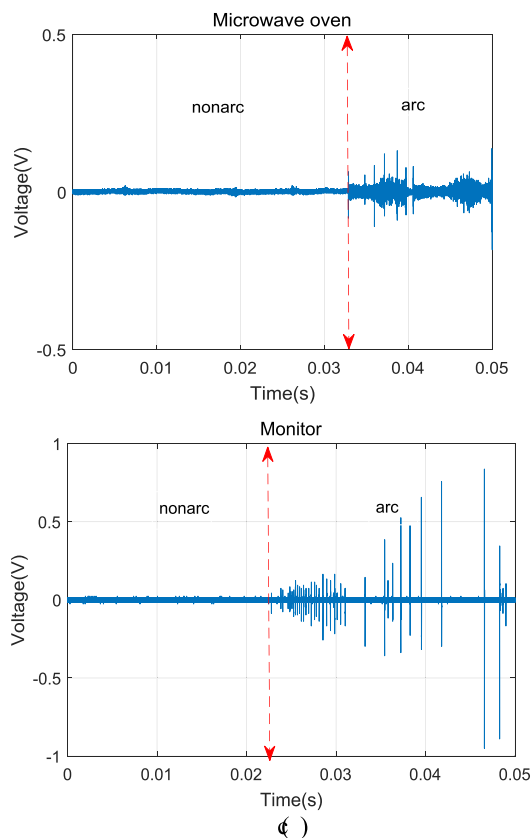 Microwave oven
0.5
nonarc
arc
Voltage(V)
0
-0.5
0 0.01 0.02 0.03 0.04 0.05
Time(s)
Monitor
1
nonarc
arc
0.5
Voltage(V)
0
-0.5
-1
0 0.01 0.02 0.03 0.04 0.05
Time(s)
(c)